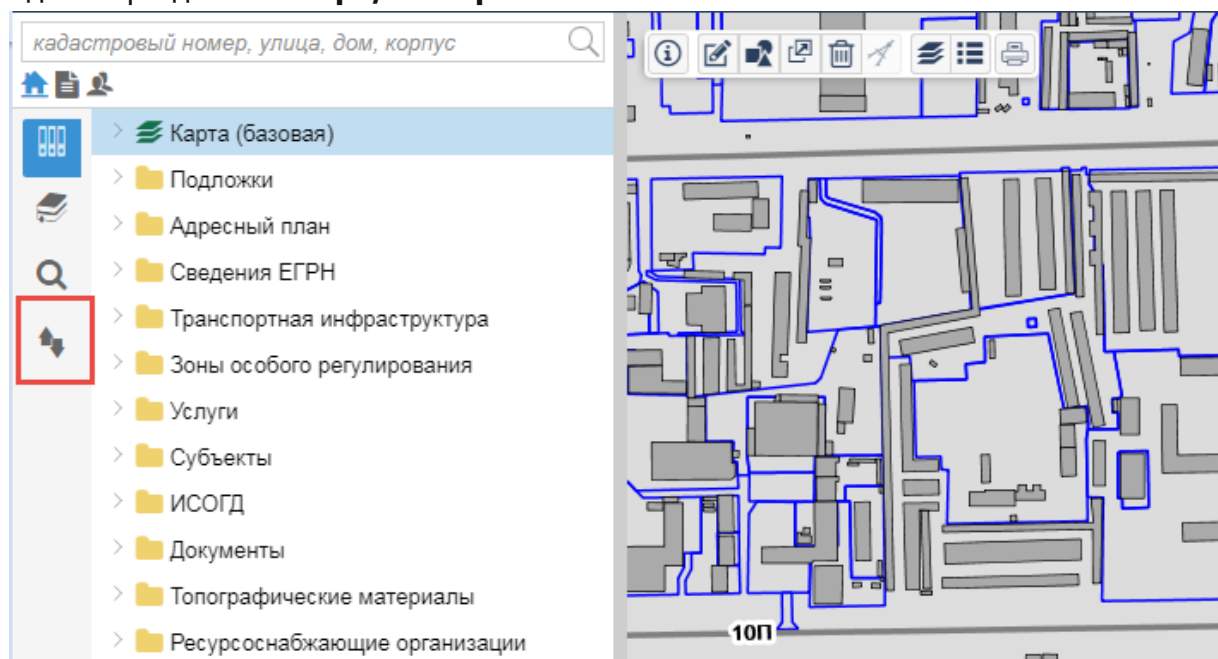 кадастровый номер, улица, дом, корпус
Карта (базовая)
Подложки
Адресный план
Сведения ЕГРН
Транспортная инфраструктура
Зоны особого регулирования
Услуги
Субъекты
ИСОГД
Документы
Топографические материалы
Ресурсоснабжающие организации
10П